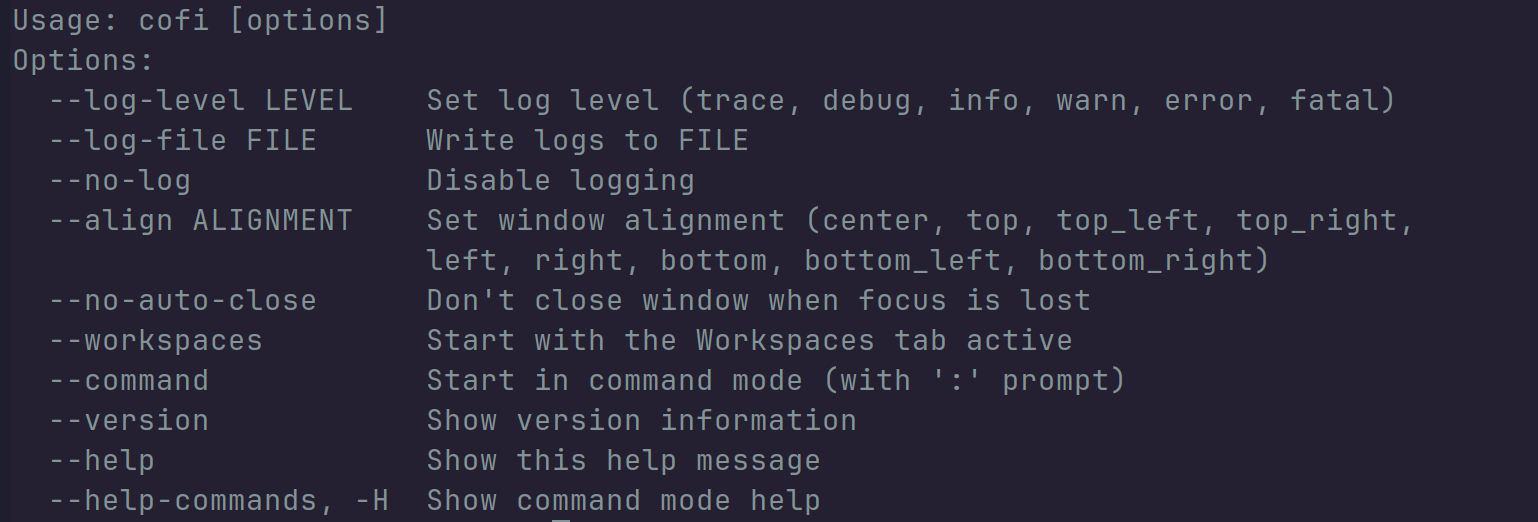 Usage: cofi [options]
Options:
  --log-level LEVEL    Set log level (trace, debug, info, warn, error, fatal)
  --log-file FILE      Write logs to FILE
  --no-log             Disable logging
  --align ALIGNMENT    Set window alignment (center, top, top_left, top_right,
                       left, right, bottom, bottom_left, bottom_right)
  --no-auto-close      Don't close window when focus is lost
  --workspaces         Start with the Workspaces tab active
  --command            Start in command mode (with ':' prompt)
  --version            Show version information
  --help               Show this help message
  --help-commands, -H  Show command mode help